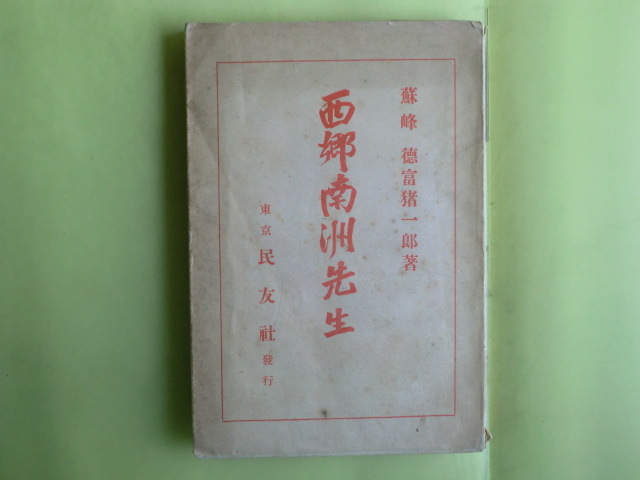 蘇峰 德富猪一郎著
西郷南洲先生
東京 民友社 發行